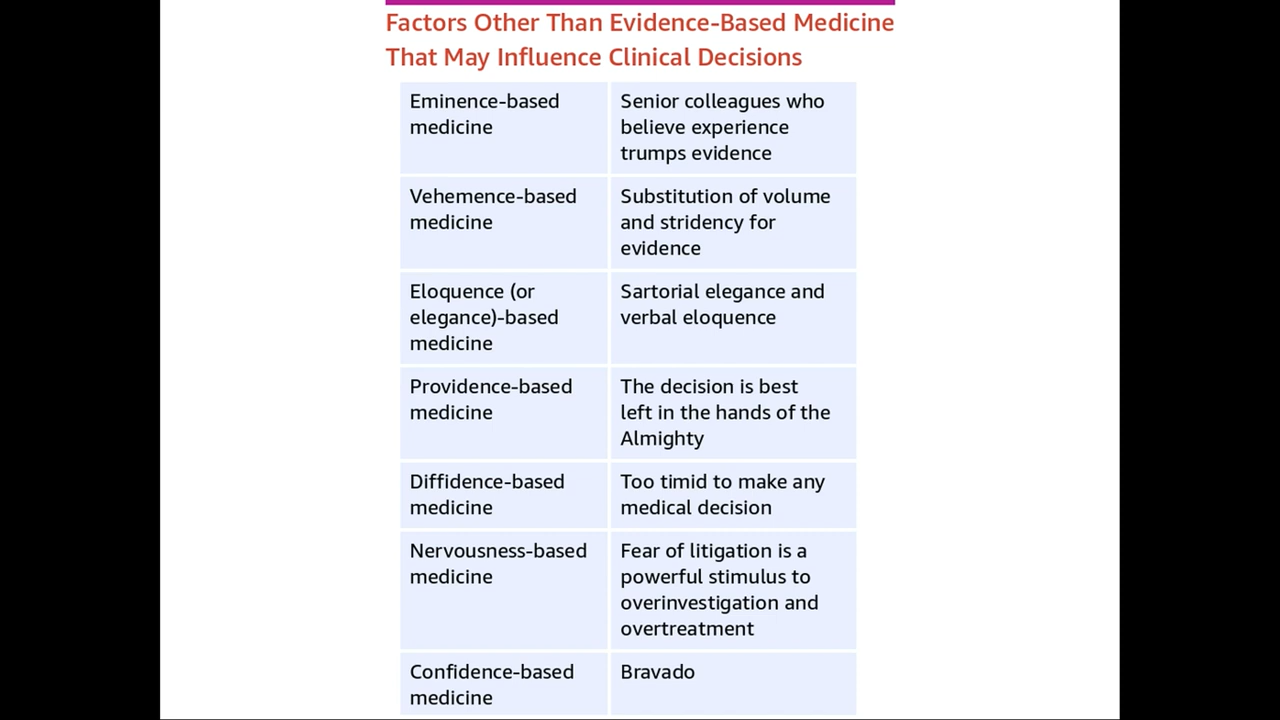 Factors Other Than Evidence-Based Medicine
That May Influence Clinical Decisions
Eminence-based
medicine
Senior colleagues who
believe experience
trumps evidence
Vehemence-based
medicine
Substitution of volume
and stridency for
evidence
Eloquence (or
elegance)-based
medicine
Sartorial elegance and
verbal eloquence
Providence-based
medicine
The decision is best
left in the hands of the
Almighty
Diffidence-based
medicine
Too timid to make any
medical decision
Nervousness-based
medicine
Fear of litigation is a
powerful stimulus to
overinvestigation and
overtreatment
Confidence-based
medicine
Bravado